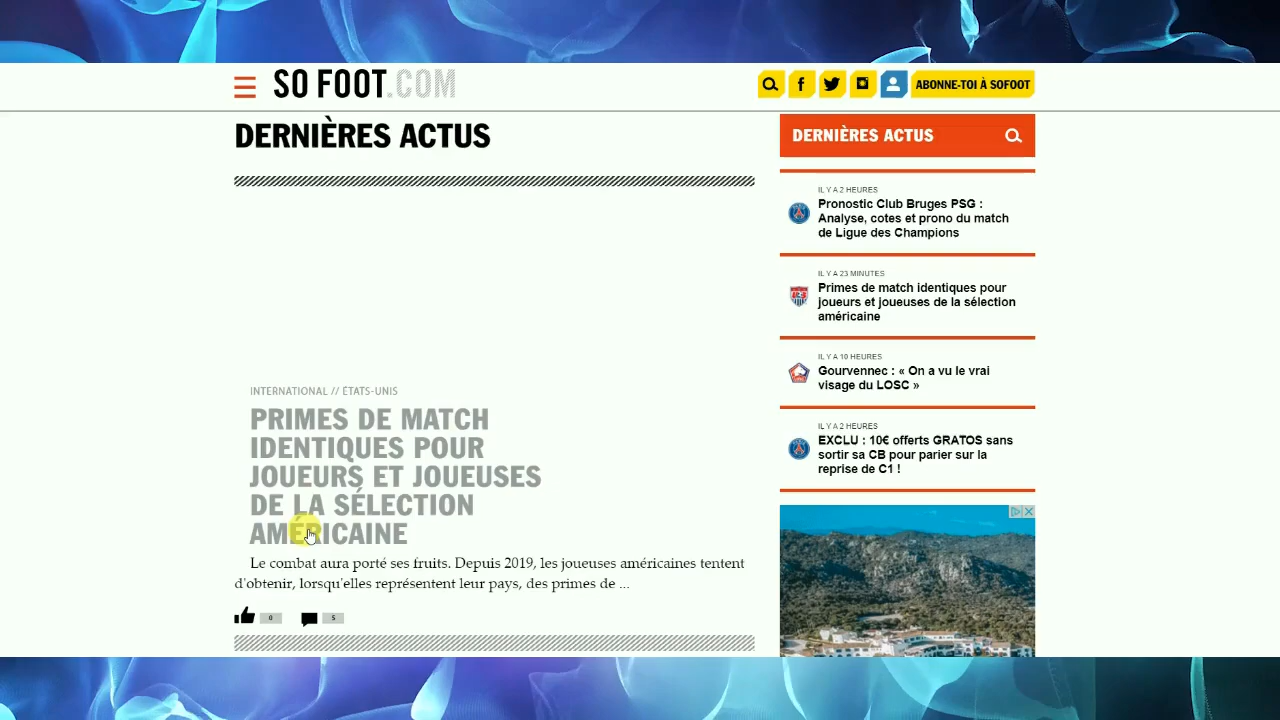 SO FOOT.COM
ABONNE-TOI À SOFOOT
DERNIÈRES ACTUS
INTERNATIONAL // ÉTATS-UNIS
PRIMES DE MATCH
IDENTIQUES POUR
JOUEURS ET JOUEUSES
DE LA SÉLECTION
AMÉRICAINE
Le combat aura porté ses fruits. Depuis 2019, les joueuses américaines tentent
d'obtenir, lorsqu'elles représentent leur pays, des primes de ...
0
5
DERNIÈRES ACTUS
IL Y A 2 HEURES
Pronostic Club Bruges PSG :
Analyse, cotes et prono du match
de Ligue des Champions
IL Y A 23 MINUTES
Primes de match identiques pour
joueurs et joueuses de la sélection
américaine
IL Y A 10 HEURES
Gourvennec : « On a vu le vrai
visage du LOSC »
IL Y A 2 HEURES
EXCLU : 10€ offerts GRATOS sans
sortir sa CB pour parier sur la
reprise de C1 !